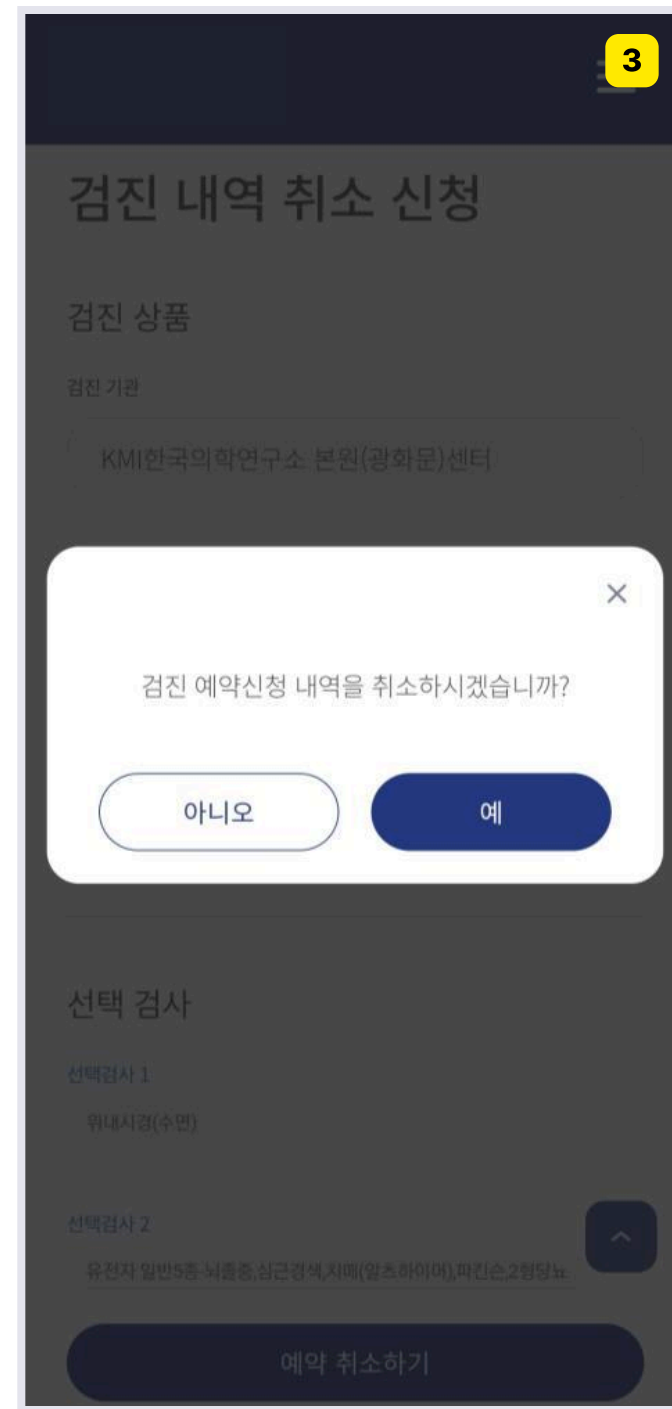 3
검진 내역 취소 신청
검진 상품
검진 기관
KMI한국의학연구소 본원(광화문)센터
검진 예약신청 내역을 취소하시겠습니까?
아니오
예
선택 검사
선택검사 1
위내시경(수면)
선택검사 2
유전자 일반5종-뇌졸중,심근경색,치매(알츠하이머),파킨슨,2형당뇨
예약 취소하기